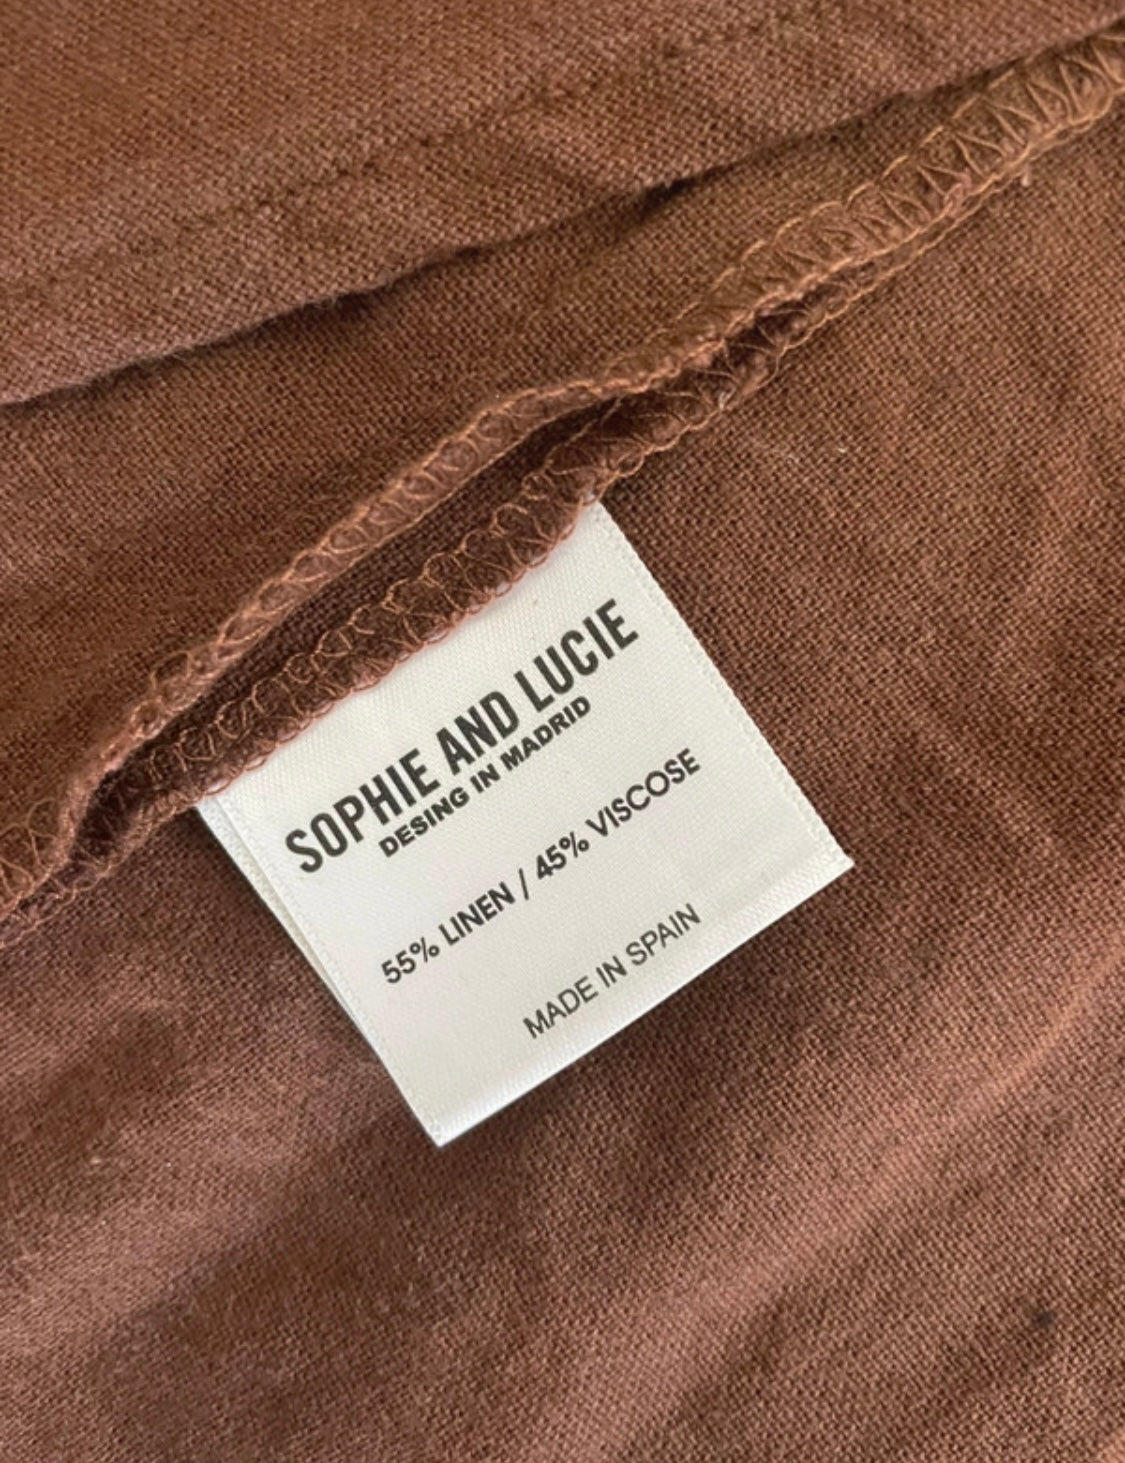 SOPHIE AND LUCIE
DESING IN MADRID
55% LINEN / 45% VISCOSE
MADE IN SPAIN